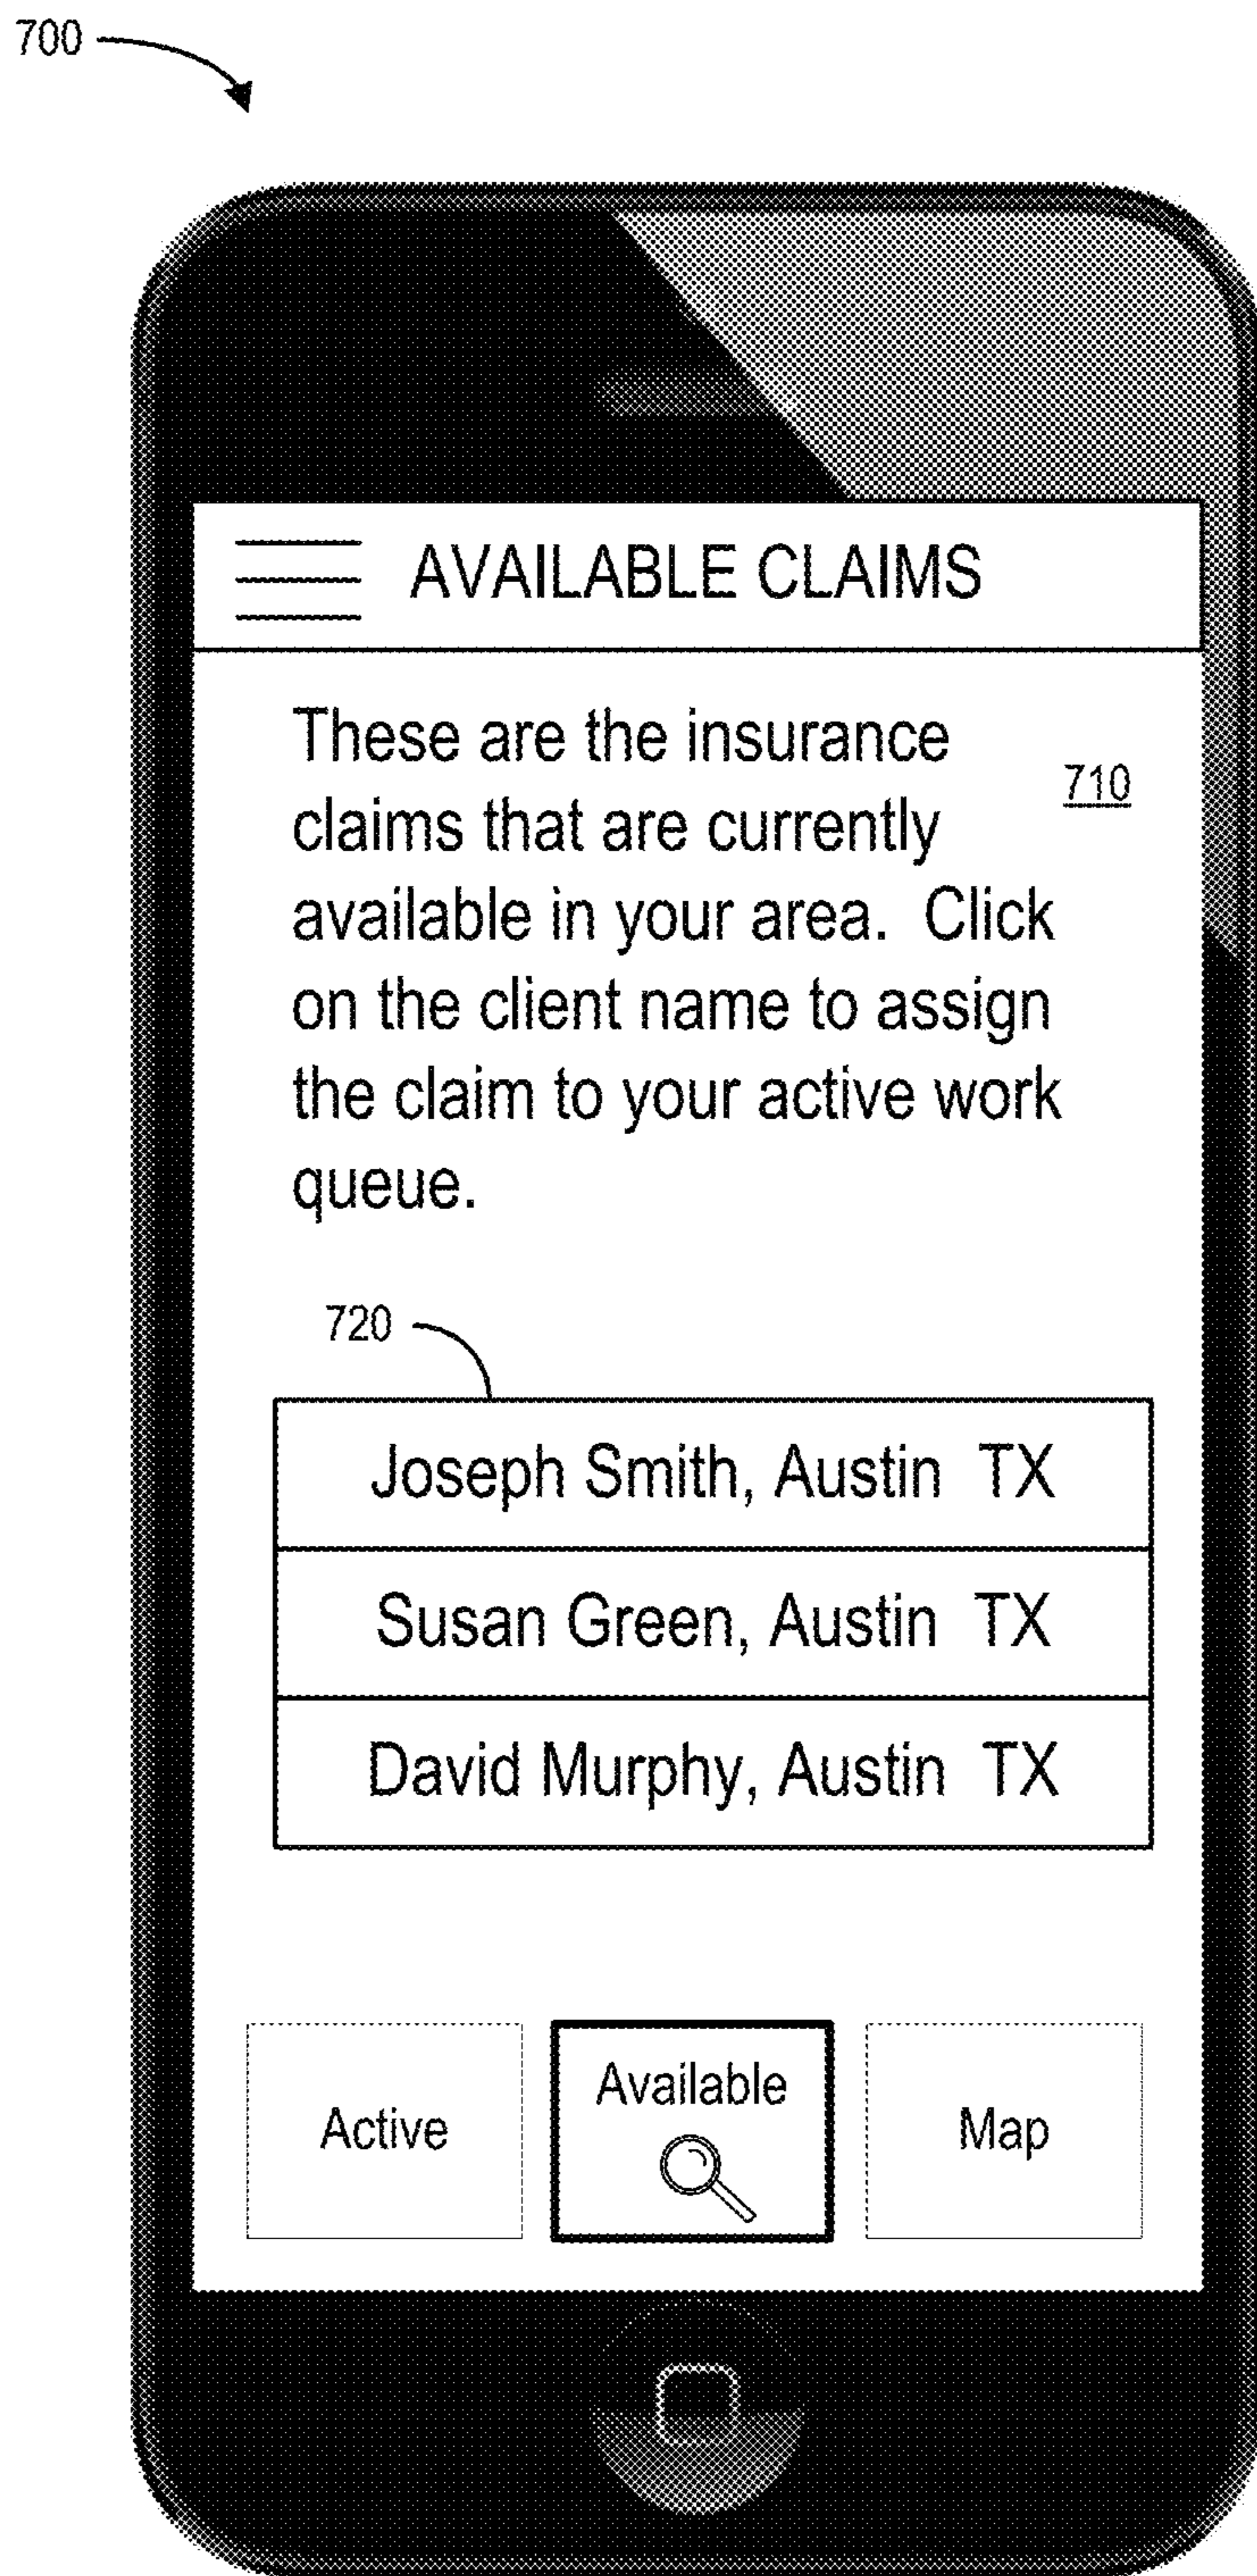 700
AVAILABLE CLAIMS
These are the insurance
710
claims that are currently
available in your area. Click
on the client name to assign
the claim to your active work
queue.
720
Joseph Smith, Austin TX
Susan Green, Austin TX
David Murphy, Austin TX
Active
Available
Map